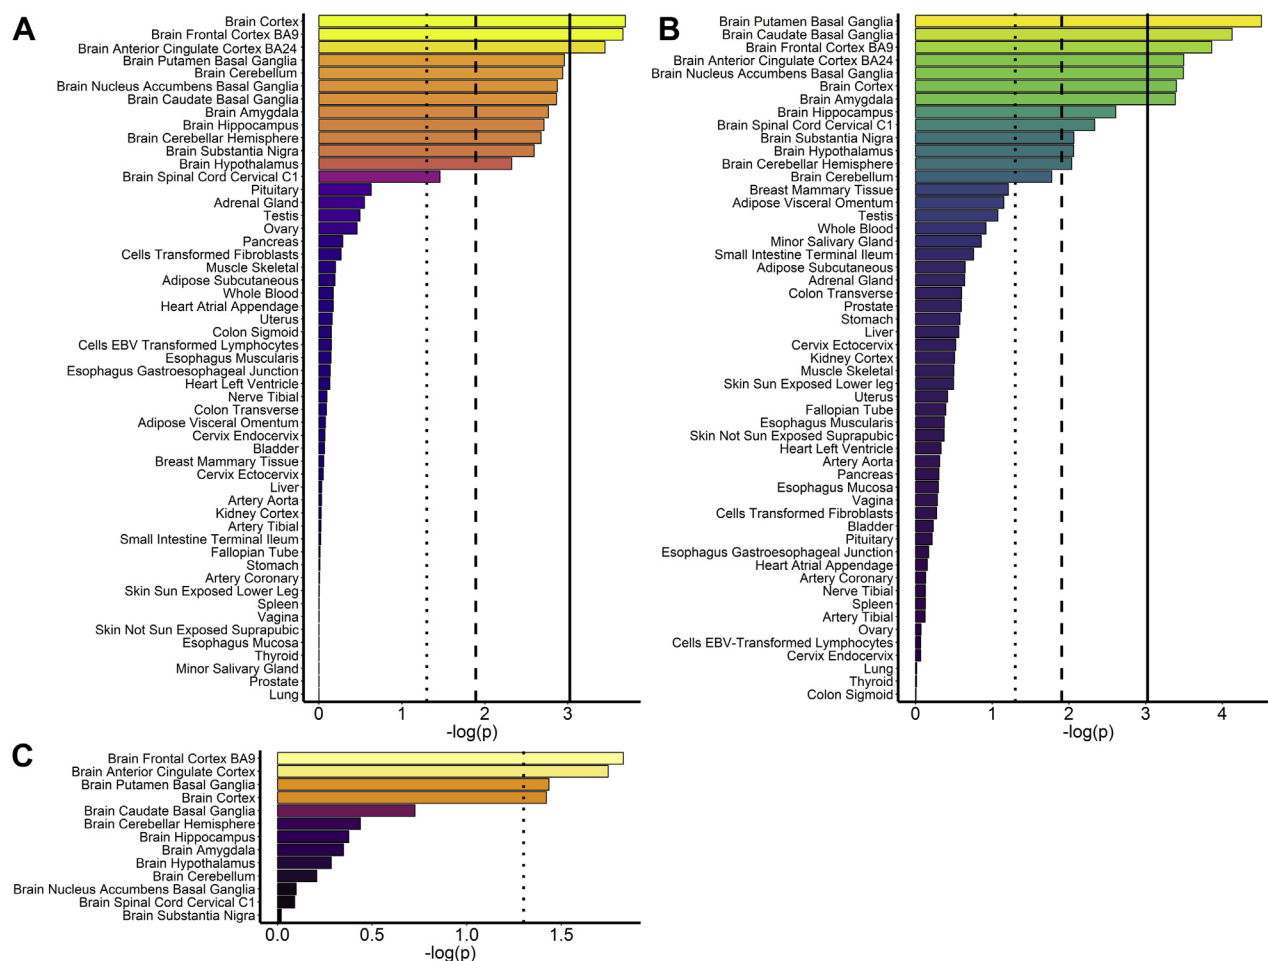 A
Brain Cortex
Brain Frontal Cortex BA9
Brain Anterior Cingulate Cortex BA24
Brain Putamen Basal Ganglia
Brain Cerebellum
Brain Nucleus Accumbens Basal Ganglia
Brain Caudate Basal Ganglia
Brain Amygdala
Brain Hippocampus
Brain Cerebellar Hemisphere
Brain Substantia Nigra
Brain Hypothalamus
Brain Spinal Cord Cervical C1
Pituitary
Adrenal Gland
Testis
Ovary
Pancreas
Cells Transformed Fibroblasts
Muscle Skeletal
Adipose Subcutaneous
Whole Blood
Heart Atrial Appendage
Uterus
Colon Sigmoid
Cells EBV Transformed Lymphocytes
Esophagus Muscularis
Esophagus Gastroesophageal Junction
Heart Left Ventricle
Nerve Tibial
Colon Transverse
Adipose Visceral Omentum
Cervix Endocervix
Bladder
Breast Mammary Tissue
Cervix Ectocervix
Liver
Artery Aorta
Kidney Cortex
Artery Tibial
Small Intestine Terminal Ileum
Fallopian Tube
Stomach
Artery Coronary
Skin Sun Exposed Lower Leg
Spleen
Vagina
Skin Not Sun Exposed Suprapubic
Esophagus Mucosa
Thyroid
Minor Salivary Gland
Prostate
Lung
0 1 2 3
-log(p)
B
Brain Putamen Basal Ganglia
Brain Caudate Basal Ganglia
Brain Frontal Cortex BA9
Brain Anterior Cingulate Cortex BA24
Brain Nucleus Accumbens Basal Ganglia
Brain Cortex
Brain Amygdala
Brain Hippocampus
Brain Spinal Cord Cervical C1
Brain Substantia Nigra
Brain Hypothalamus
Brain Cerebellar Hemisphere
Brain Cerebellum
Breast Mammary Tissue
Adipose Visceral Omentum
Testis
Whole Blood
Minor Salivary Gland
Small Intestine Terminal Ileum
Adipose Subcutaneous
Adrenal Gland
Colon Transverse
Prostate
Stomach
Liver
Cervix Ectocervix
Kidney Cortex
Muscle Skeletal
Skin Sun Exposed Lower leg
Uterus
Fallopian Tube
Esophagus Muscularis
Skin Not Sun Exposed Suprapubic
Heart Left Ventricle
Artery Aorta
Pancreas
Esophagus Mucosa
Vagina
Cells Transformed Fibroblasts
Bladder
Pituitary
Esophagus Gastroesophageal Junction
Heart Atrial Appendage
Artery Coronary
Nerve Tibial
Spleen
Artery Tibial
Ovary
Cells EBV-Transformed Lymphocytes
Cervix Endocervix
Lung
Thyroid
Colon Sigmoid
0 1 2 3 4
-log(p)
C
Brain Frontal Cortex BA9
Brain Anterior Cingulate Cortex
Brain Putamen Basal Ganglia
Brain Cortex
Brain Caudate Basal Ganglia
Brain Cerebellar Hemisphere
Brain Hippocampus
Brain Amygdala
Brain Hypothalamus
Brain Cerebellum
Brain Nucleus Accumbens Basal Ganglia
Brain Spinal Cord Cervical C1
Brain Substantia Nigra
0.0 0.5 1.0 1.5
-log(p)